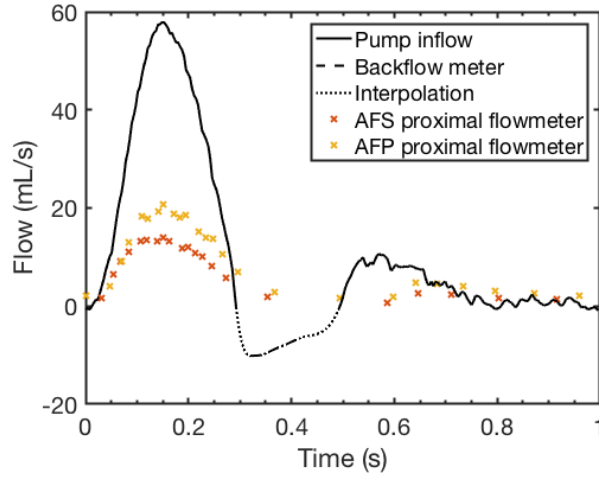 60
40
20
0
-20
Flow (mL/s)
Pump inflow
Backflow meter
Interpolation
AFS proximal flowmeter
AFP proximal flowmeter
0 0.2 0.4 0.6 0.8 1
Time (s)